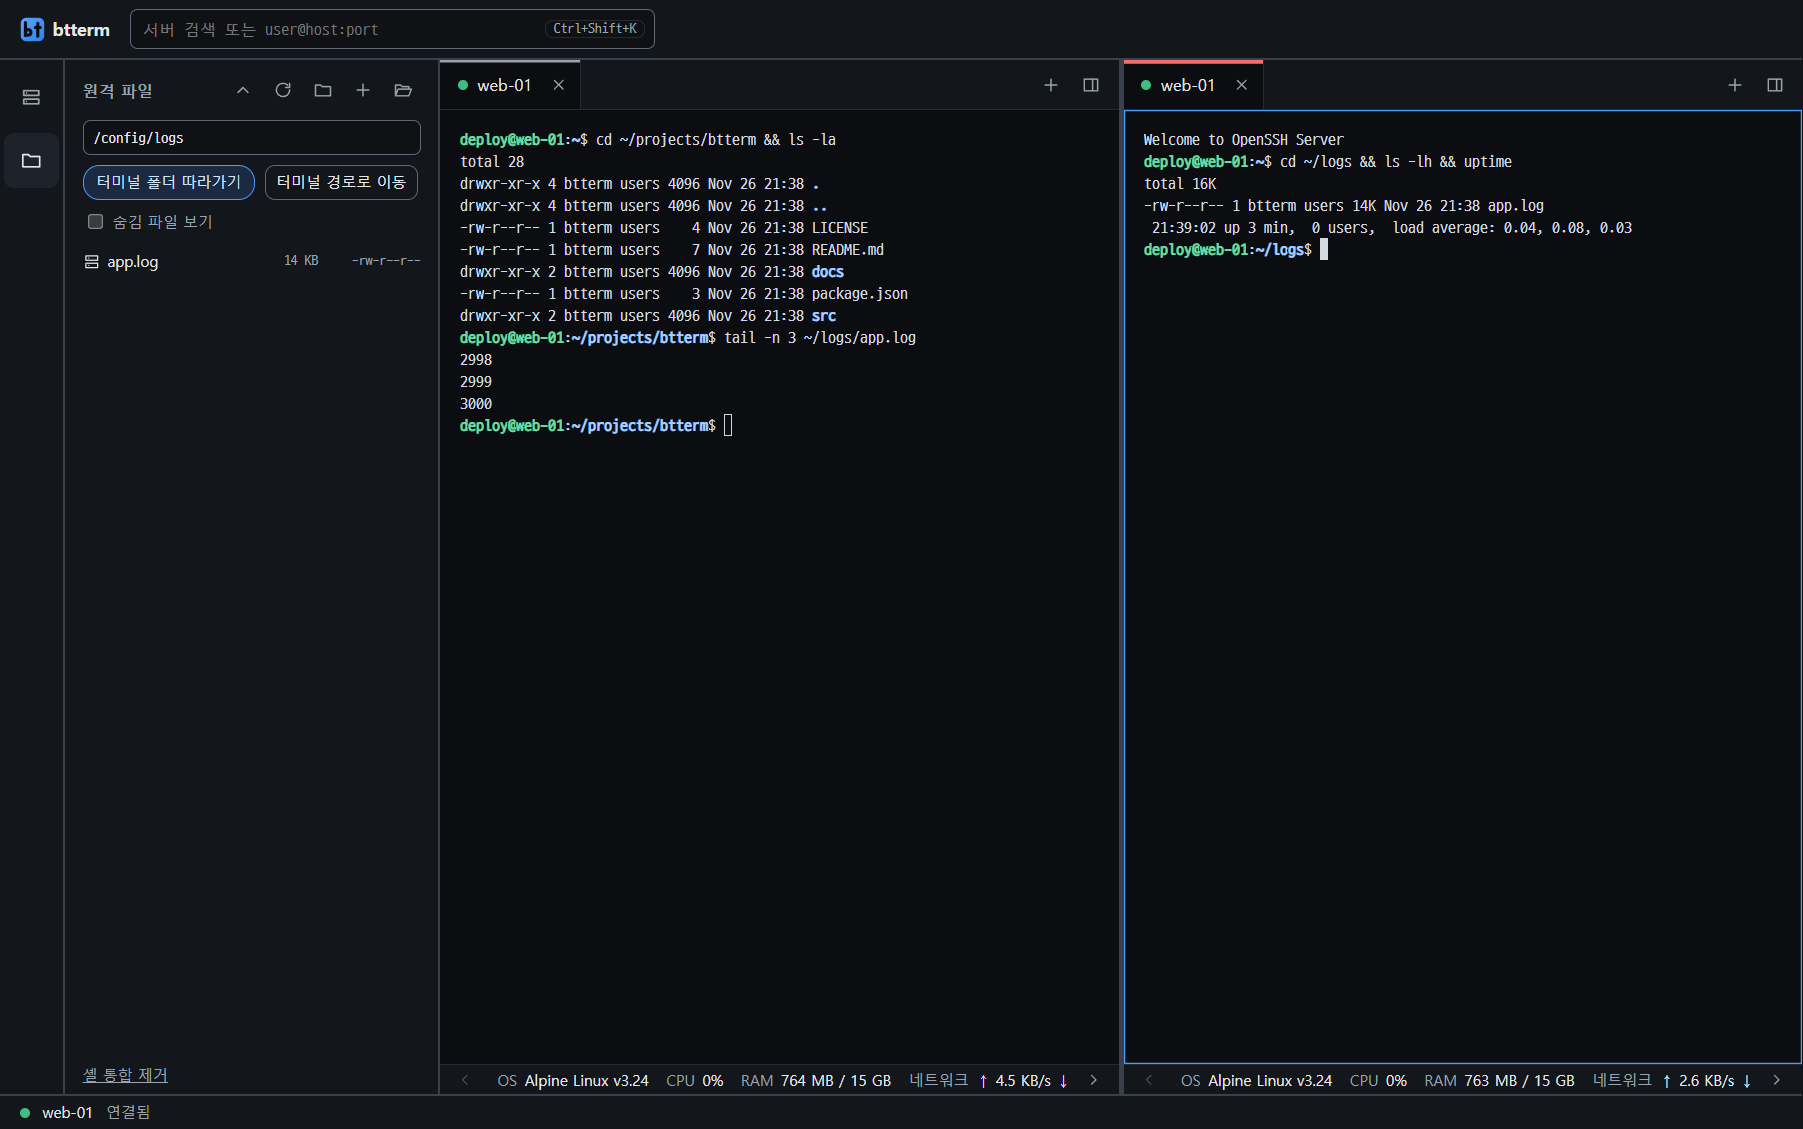 bt btterm
서버 검색 또는 user@host:port
Ctrl+Shift+K
원격 파일
/config/logs
터미널 폴더 따라가기
터미널 경로로 이동
숨김 파일 보기
app.log 14 KB -rw-r--r--
셸 통합 제거
web-01
deploy@web-01:~$ cd ~/projects/btterm && ls -la
total 28
drwxr-xr-x 4 btterm users 4096 Nov 26 21:38 .
drwxr-xr-x 4 btterm users 4096 Nov 26 21:38 ..
-rw-r--r-- 1 btterm users    4 Nov 26 21:38 LICENSE
-rw-r--r-- 1 btterm users    7 Nov 26 21:38 README.md
drwxr-xr-x 2 btterm users 4096 Nov 26 21:38 docs
-rw-r--r-- 1 btterm users    3 Nov 26 21:38 package.json
drwxr-xr-x 2 btterm users 4096 Nov 26 21:38 src
deploy@web-01:~/projects/btterm$ tail -n 3 ~/logs/app.log
2998
2999
3000
deploy@web-01:~/projects/btterm$
OS Alpine Linux v3.24 CPU 0% RAM 764 MB / 15 GB 네트워크 ↑ 4.5 KB/s ↓
web-01
Welcome to OpenSSH Server
deploy@web-01:~$ cd ~/logs && ls -lh && uptime
total 16K
-rw-r--r-- 1 btterm users 14K Nov 26 21:38 app.log
 21:39:02 up 3 min,  0 users,  load average: 0.04, 0.08, 0.03
deploy@web-01:~/logs$
OS Alpine Linux v3.24 CPU 0% RAM 763 MB / 15 GB 네트워크 ↑ 2.6 KB/s ↓
web-01 연결됨